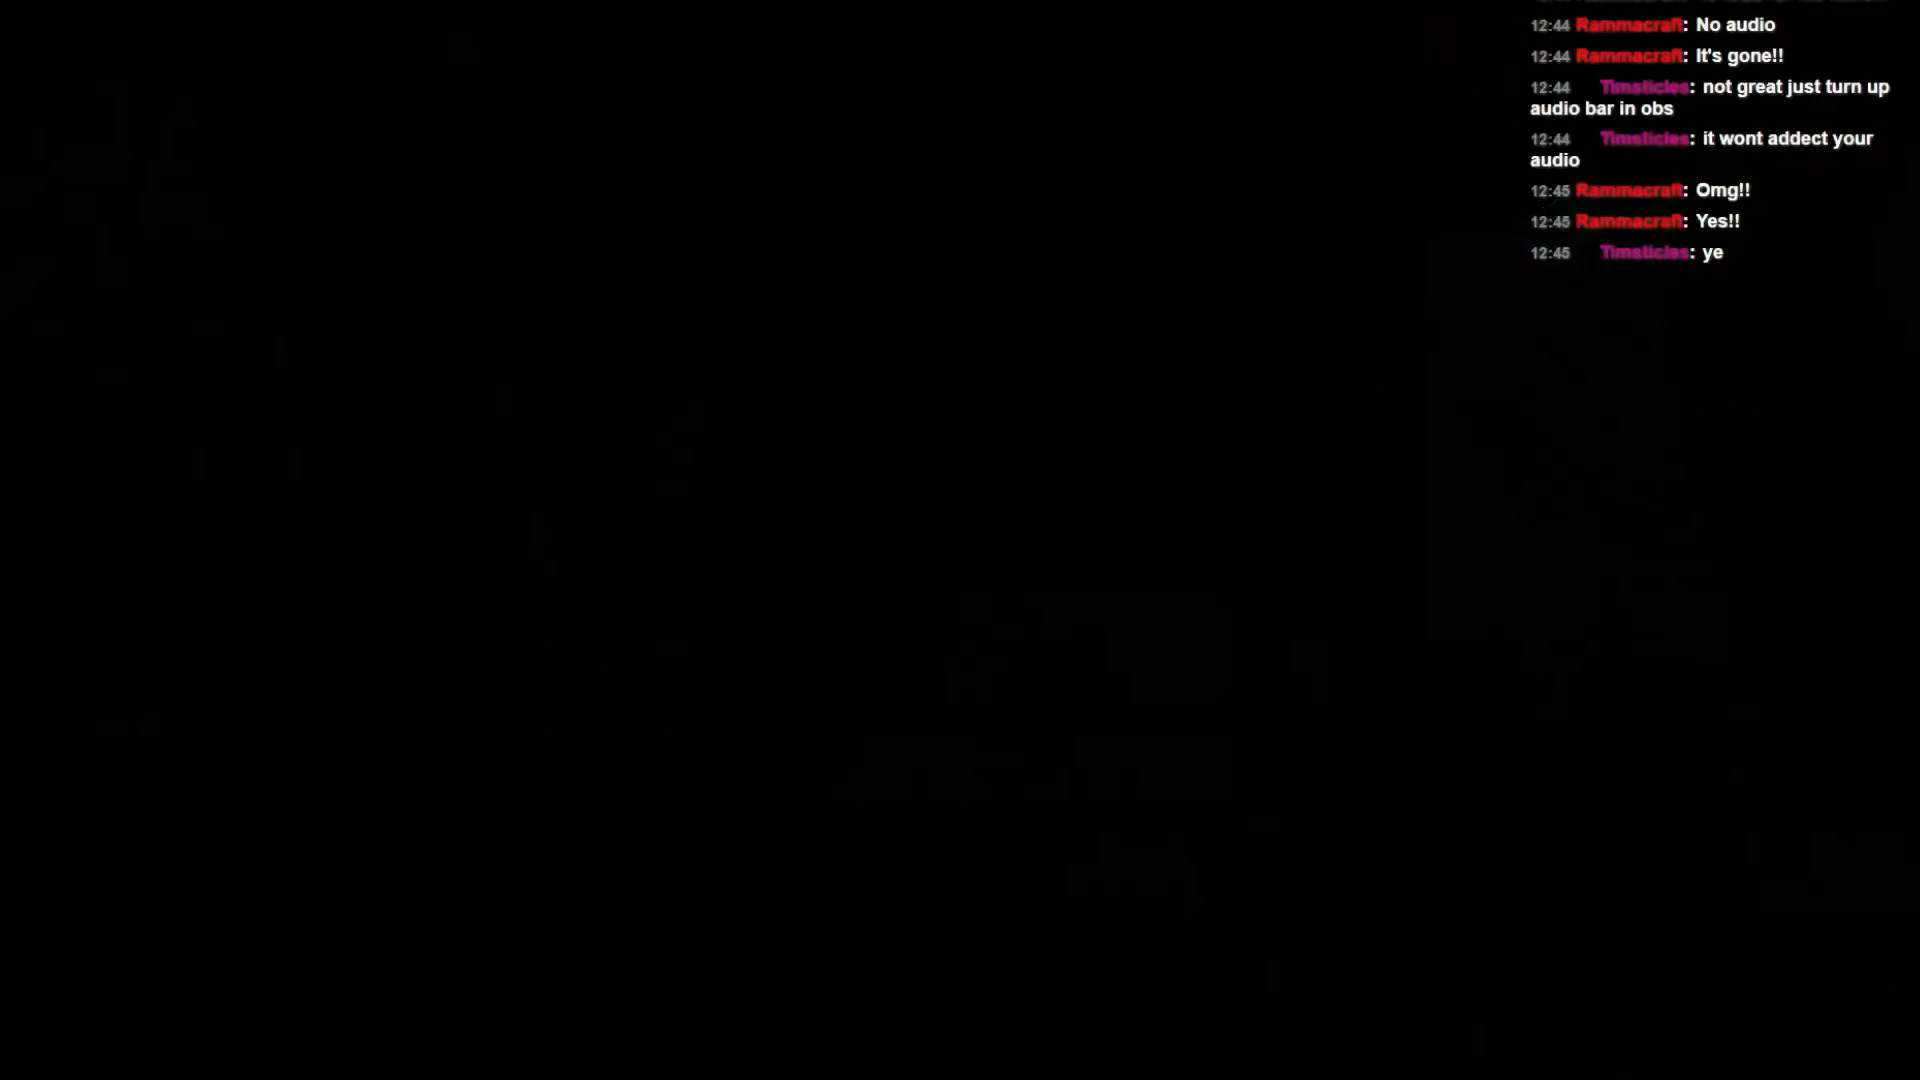 12:44 Rammacraft: No audio
12:44 Rammacraft: It's gone!!
12:44 Timsticles: not great just turn up
audio bar in obs
12:44 Timsticles: it wont addect your
audio
12:45 Rammacraft: Omg!!
12:45 Rammacraft: Yes!!
12:45 Timsticles: ye